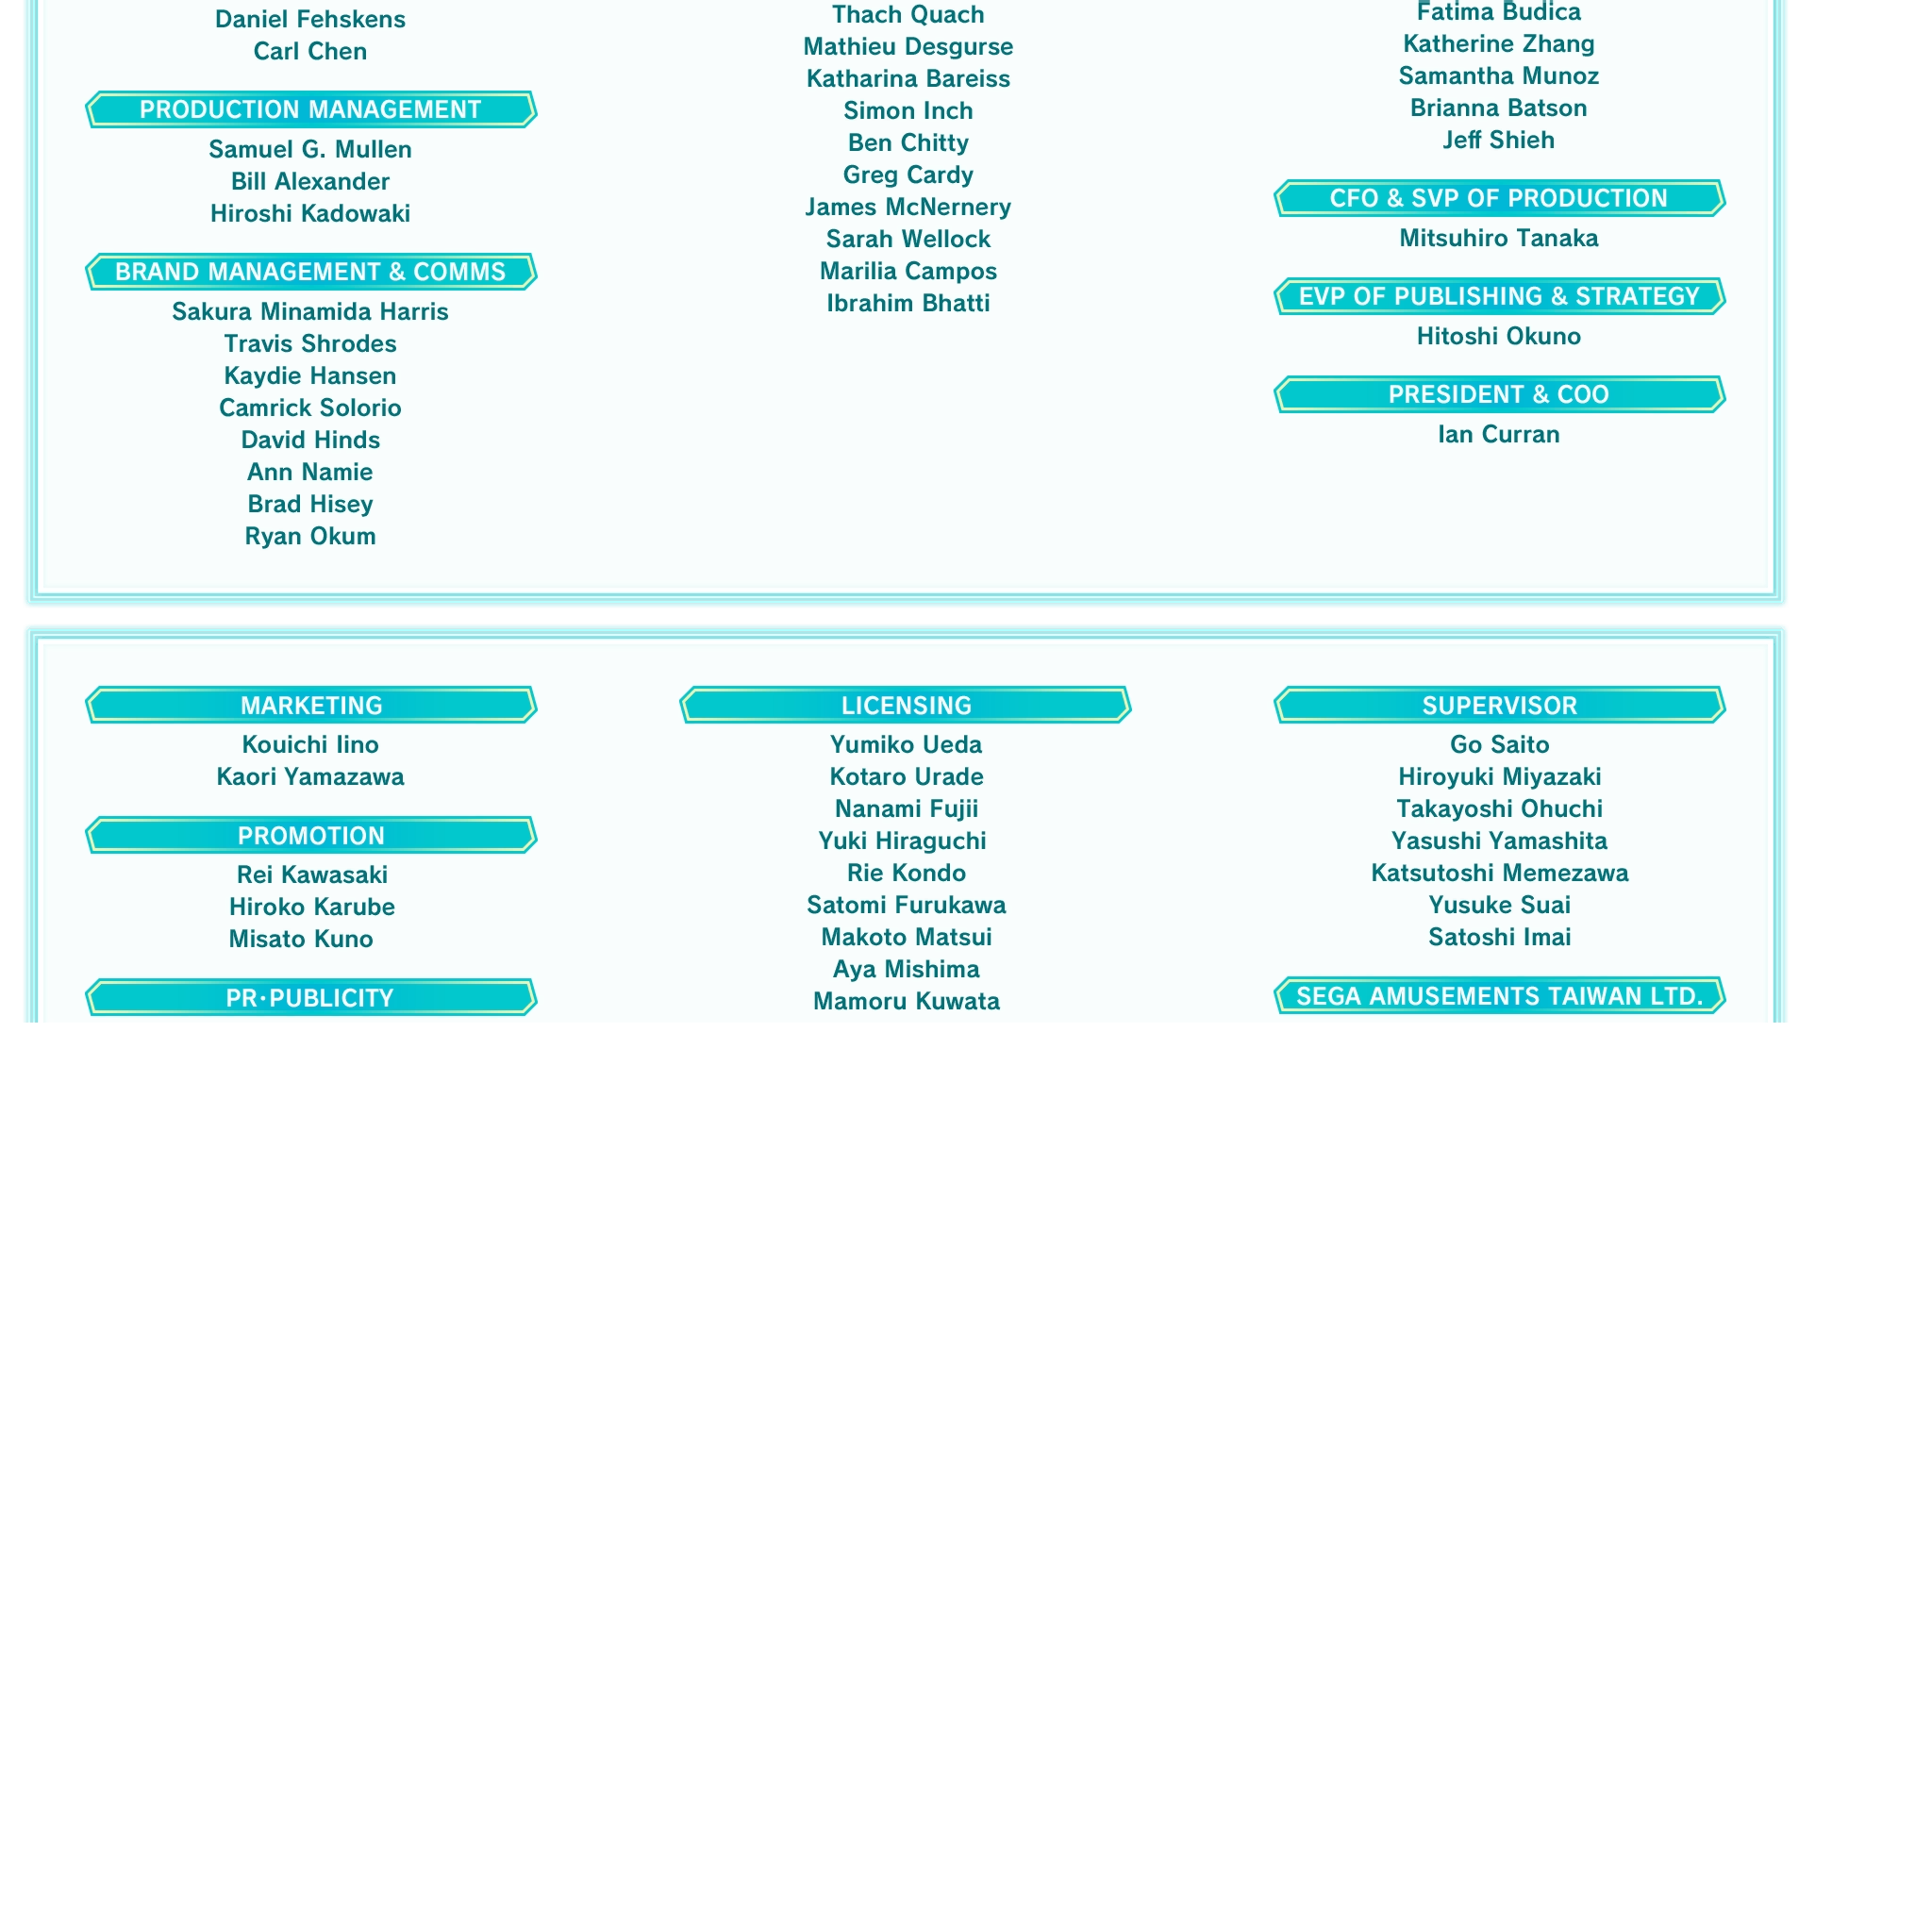 Daniel Fehskens
Carl Chen
PRODUCTION MANAGEMENT
Samuel G. Mullen
Bill Alexander
Hiroshi Kadowaki
BRAND MANAGEMENT & COMMS
Sakura Minamida Harris
Travis Shrodes
Kaydie Hansen
Camrick Solorio
David Hinds
Ann Namie
Brad Hisey
Ryan Okum
Thach Quach
Mathieu Desgurse
Katharina Bareiss
Simon Inch
Ben Chitty
Greg Cardy
James McNernery
Sarah Wellock
Marilia Campos
Ibrahim Bhatti
Fatima Budica
Katherine Zhang
Samantha Munoz
Brianna Batson
Jeff Shieh
CFO & SVP OF PRODUCTION
Mitsuhiro Tanaka
EVP OF PUBLISHING & STRATEGY
Hitoshi Okuno
PRESIDENT & COO
Ian Curran
MARKETING
Kouichi Iino
Kaori Yamazawa
PROMOTION
Rei Kawasaki
Hiroko Karube
Misato Kuno
PR・PUBLICITY
LICENSING
Yumiko Ueda
Kotaro Urade
Nanami Fujii
Yuki Hiraguchi
Rie Kondo
Satomi Furukawa
Makoto Matsui
Aya Mishima
Mamoru Kuwata
SUPERVISOR
Go Saito
Hiroyuki Miyazaki
Takayoshi Ohuchi
Yasushi Yamashita
Katsutoshi Memezawa
Yusuke Suai
Satoshi Imai
SEGA AMUSEMENTS TAIWAN LTD.